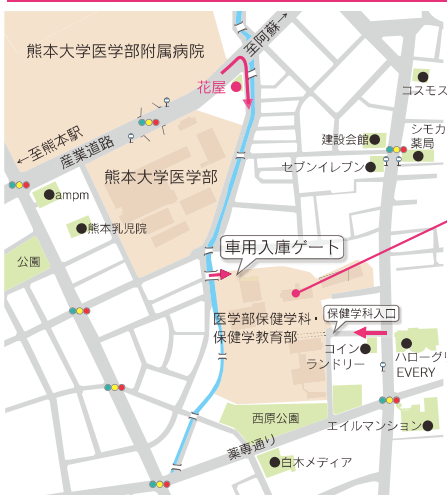 熊本大学医学部附属病院
至阿蘇→
花屋
コスモス
←至熊本駅
産業道路
建設会館
シモカ
薬局
セブンイレブン
熊本大学医学部
ampm
熊本乳児院
公園
車用入庫ゲート
医学部保健学科・
保健学教育部
保健学科入口
コイン
ランドリー
ハローグリ
EVERY
西原公園
エイルマンション
薬専通り
白木メディア